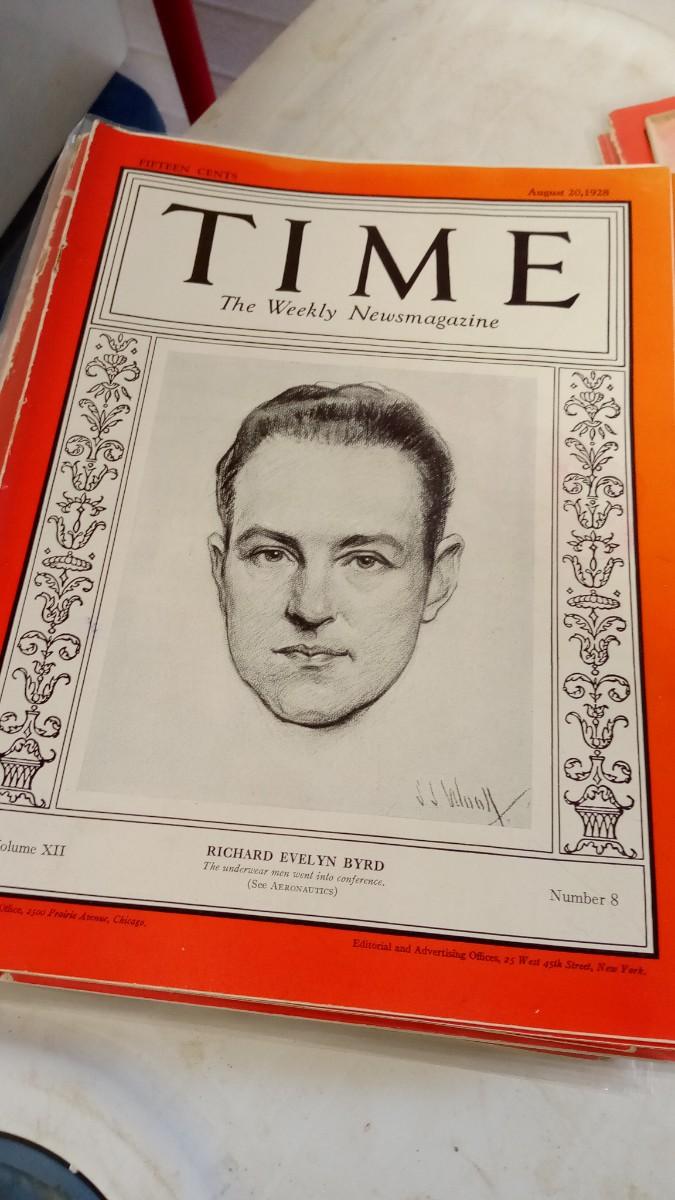 FIFTEEN CENTS
August 20, 1928
TIME
The Weekly Newsmagazine
Volume XII
RICHARD EVELYN BYRD
The underwear men went into conference.
(See AERONAUTICS)
Number 8
Office, 2500 Prairie Avenue, Chicago.
Editorial and Advertising Offices, 25 West 45th Street, New York.